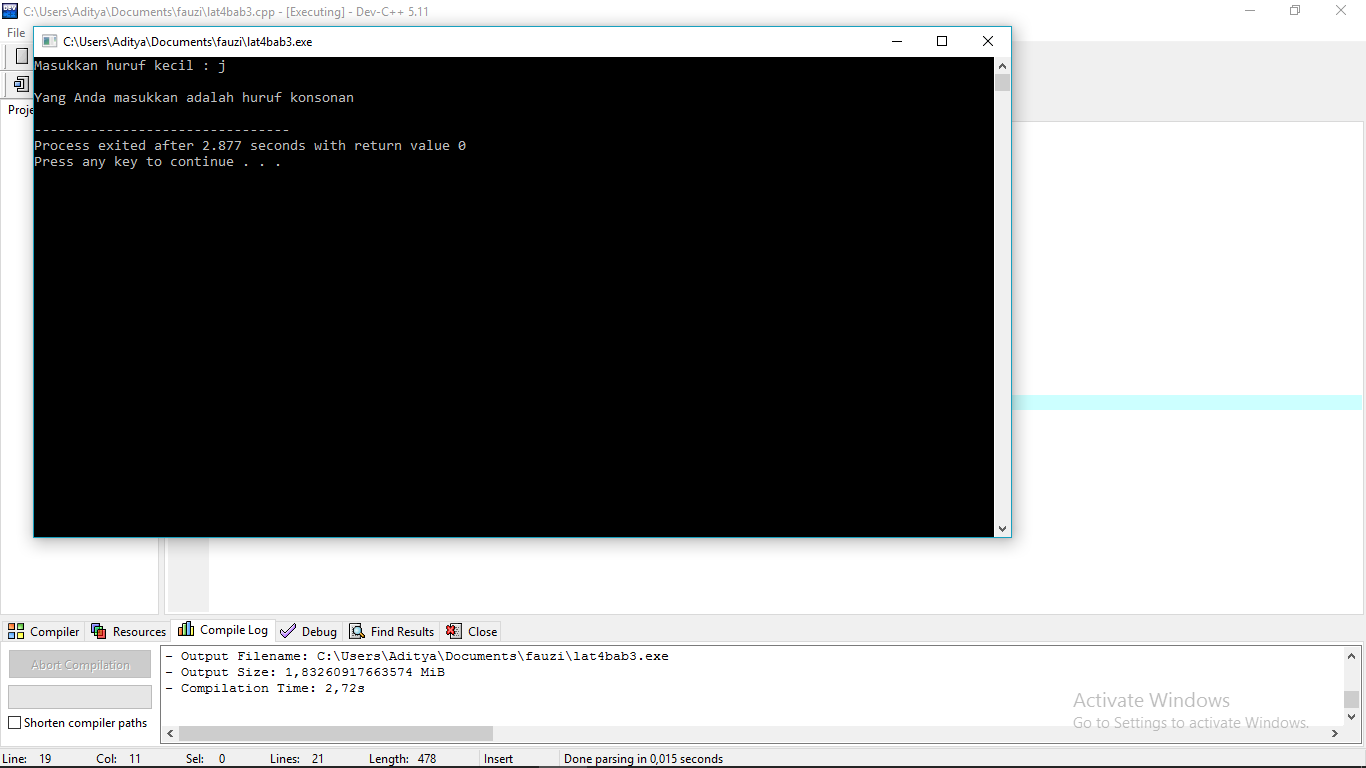 C:\Users\Aditya\Documents\fauzi\lat4bab3.cpp - [Executing] - Dev-C++ 5.11
File
C:\Users\Aditya\Documents\fauzi\lat4bab3.exe
Masukkan huruf kecil : j
Yang Anda masukkan adalah huruf konsonan
--------------------------------
Process exited after 2.877 seconds with return value 0
Press any key to continue . . .
Proje
Compiler Resources Compile Log Debug Find Results Close
Abort Compilation
Shorten compiler paths
- Output Filename: C:\Users\Aditya\Documents\fauzi\lat4bab3.exe
- Output Size: 1,83260917663574 MiB
- Compilation Time: 2,72s
Activate Windows
Go to Settings to activate Windows.
Line: 19 Col: 11 Sel: 0 Lines: 21 Length: 478 Insert Done parsing in 0,015 seconds